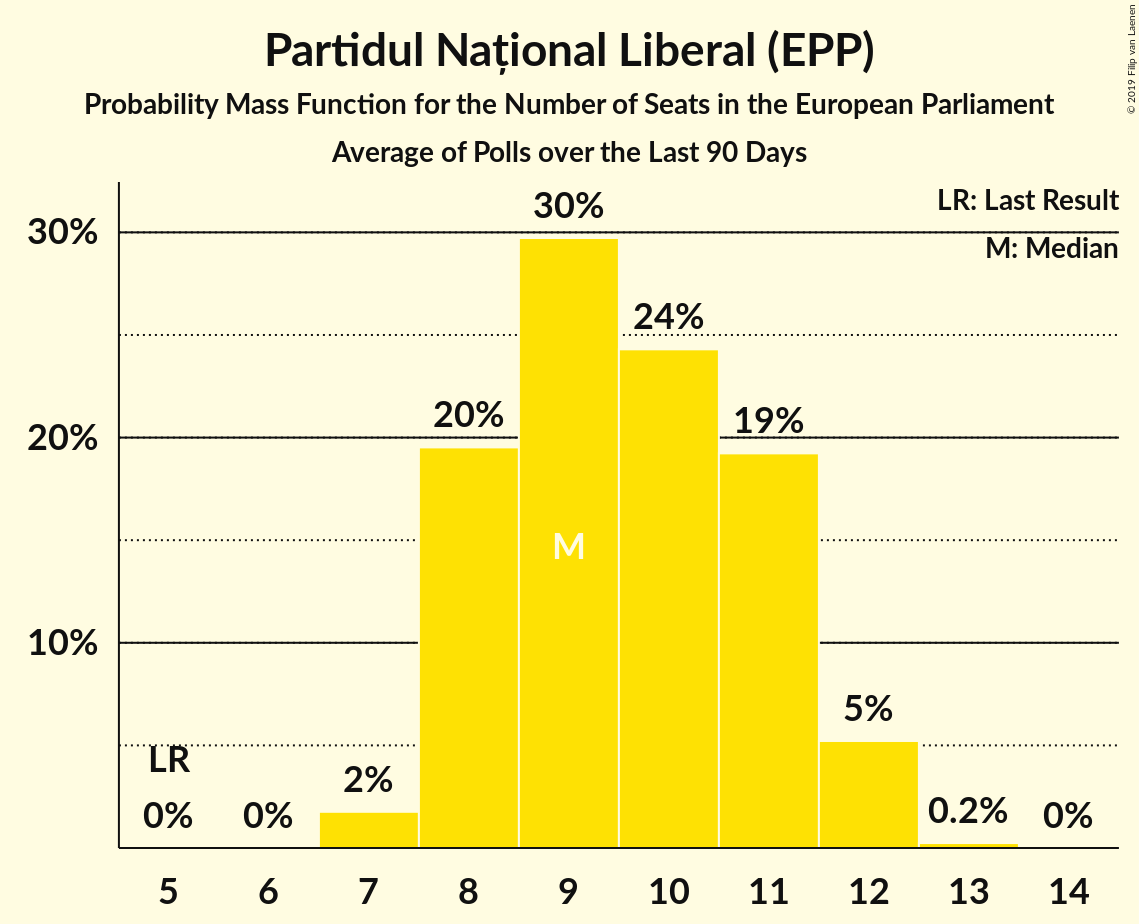 Partidul Național Liberal (EPP)
Probability Mass Function for the Number of Seats in the European Parliament
Average of Polls over the Last 90 Days
© 2019 Filip van Laenen
LR: Last Result
M: Median
30%
20%
10%
LR
0%
0%
2%
20%
30%
M
24%
19%
5%
0.2%
0%
5 6 7 8 9 10 11 12 13 14